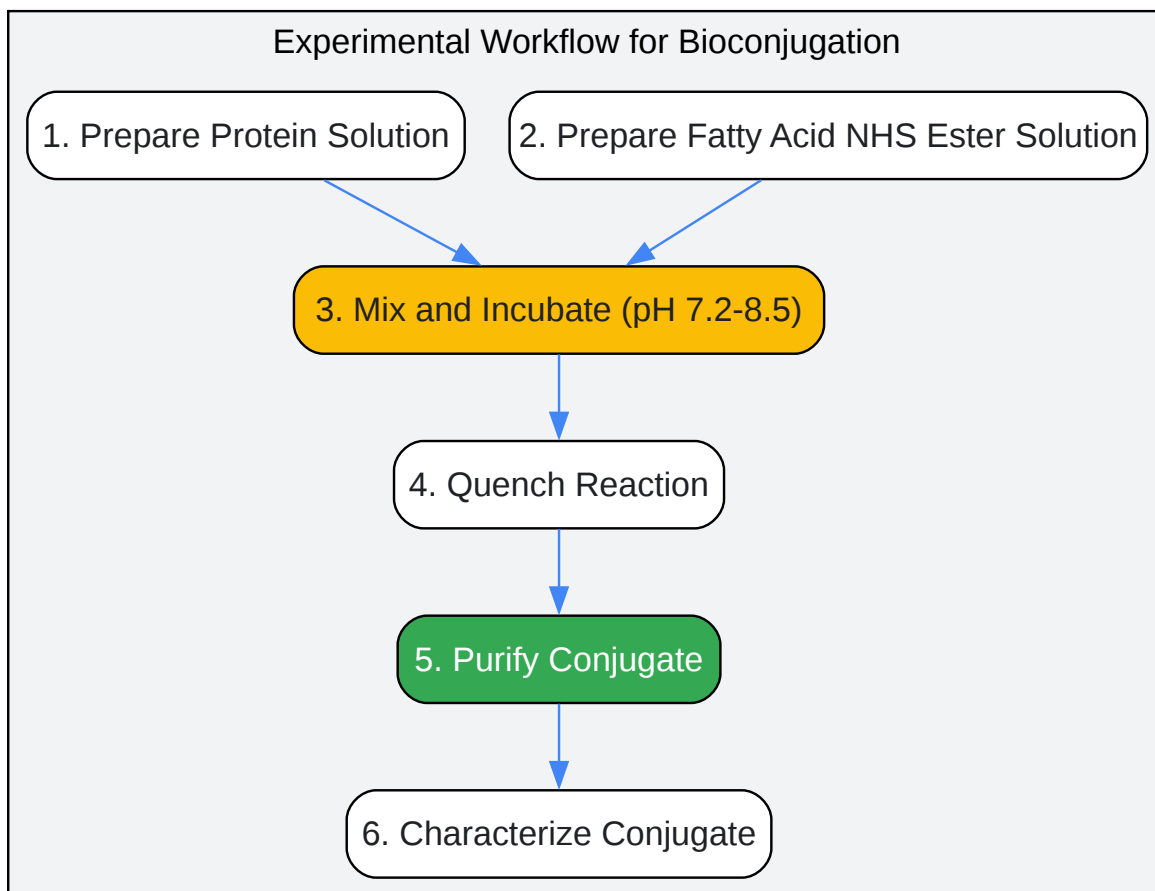 Experimental Workflow for Bioconjugation
1. Prepare Protein Solution
2. Prepare Fatty Acid NHS Ester Solution
3. Mix and Incubate (pH 7.2-8.5)
4. Quench Reaction
5. Purify Conjugate
6. Characterize Conjugate